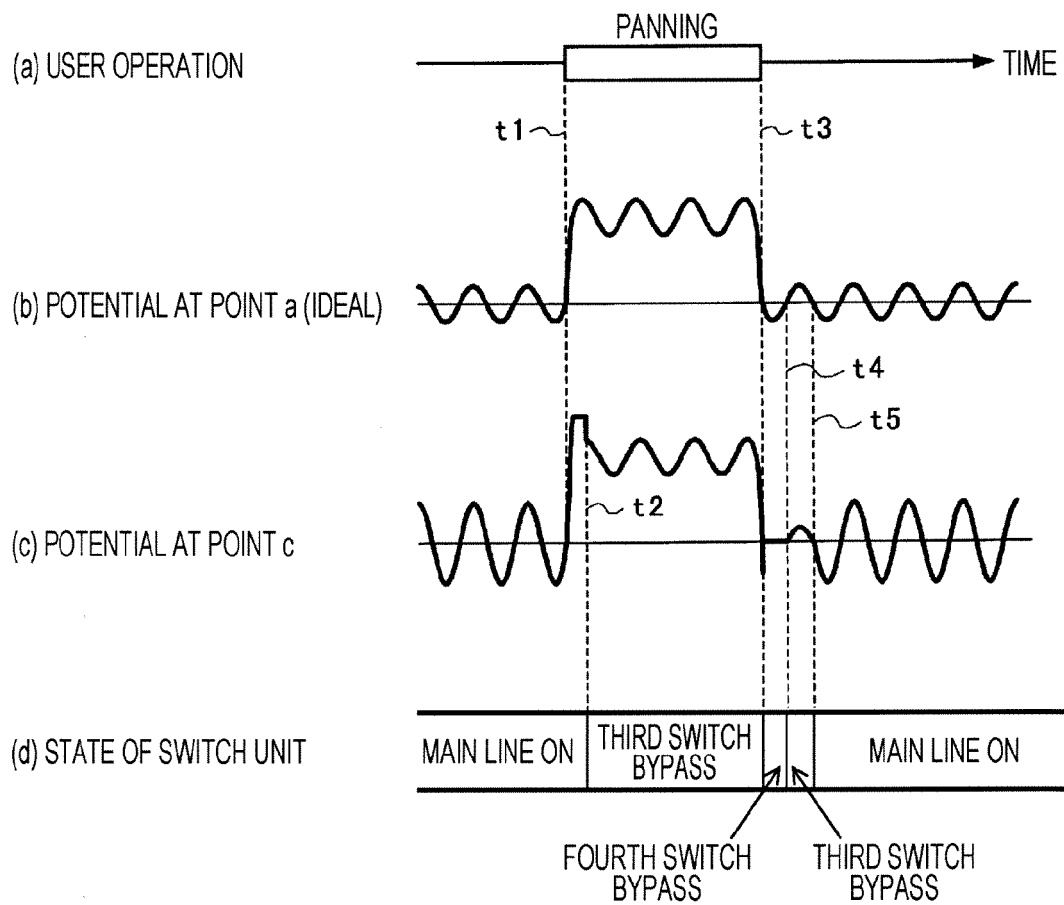 PANNING
(a) USER OPERATION
TIME
t1
t3
(b) POTENTIAL AT POINT a (IDEAL)
t4
t5
t2
(c) POTENTIAL AT POINT c
(d) STATE OF SWITCH UNIT
MAIN LINE ON
THIRD SWITCH
BYPASS
MAIN LINE ON
FOURTH SWITCH
BYPASS
THIRD SWITCH
BYPASS